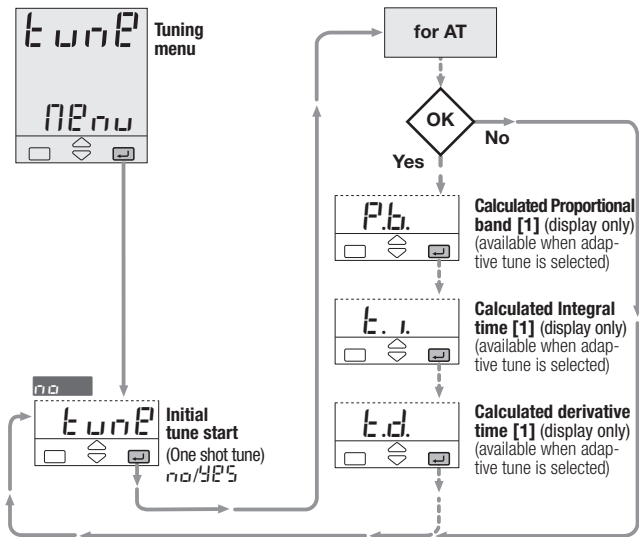 tunE
Tuning
menu
MEnu
no
tunE
Initial
tune start
(One shot tune)
no/YES
for AT
OK
No
Yes
P.b.
Calculated Proportional
band [1] (display only)
(available when adap-
tive tune is selected)
t. i.
Calculated Integral
time [1] (display only)
(available when adap-
tive tune is selected)
t.d.
Calculated derivative
time [1] (display only)
(available when adap-
tive tune is selected)